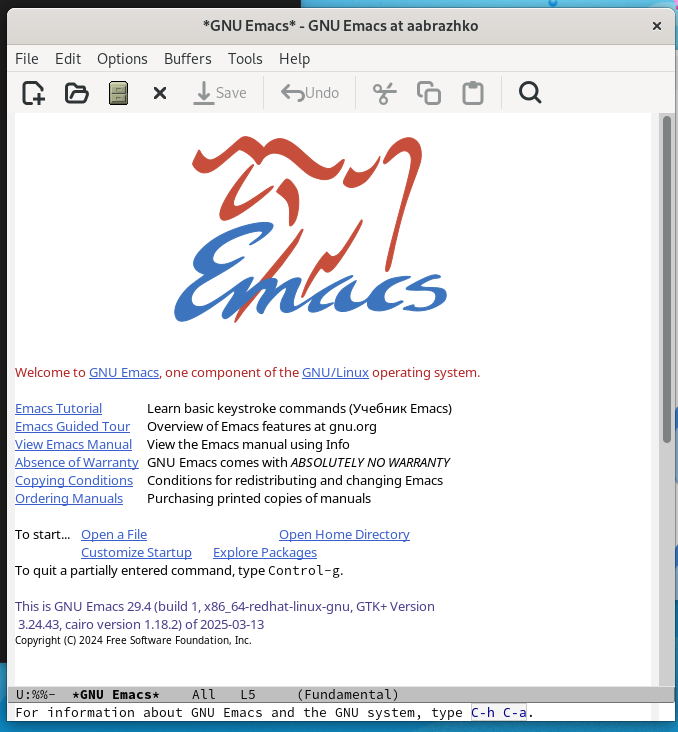 *GNU Emacs* - GNU Emacs at aabrazhko
File Edit Options Buffers Tools Help
Save Undo
Emacs
Welcome to GNU Emacs, one component of the GNU/Linux operating system.
Emacs Tutorial Learn basic keystroke commands (Учебник Emacs)
Emacs Guided Tour Overview of Emacs features at gnu.org
View Emacs Manual View the Emacs manual using Info
Absence of Warranty GNU Emacs comes with ABSOLUTELY NO WARRANTY
Copying Conditions Conditions for redistributing and changing Emacs
Ordering Manuals Purchasing printed copies of manuals
To start... Open a File Open Home Directory
Customize Startup Explore Packages
To quit a partially entered command, type Control-g.
This is GNU Emacs 29.4 (build 1, x86_64-redhat-linux-gnu, GTK+ Version
3.24.43, cairo version 1.18.2) of 2025-03-13
Copyright (C) 2024 Free Software Foundation, Inc.
U:%%- *GNU Emacs* All L5 (Fundamental)
For information about GNU Emacs and the GNU system, type C-h C-a.